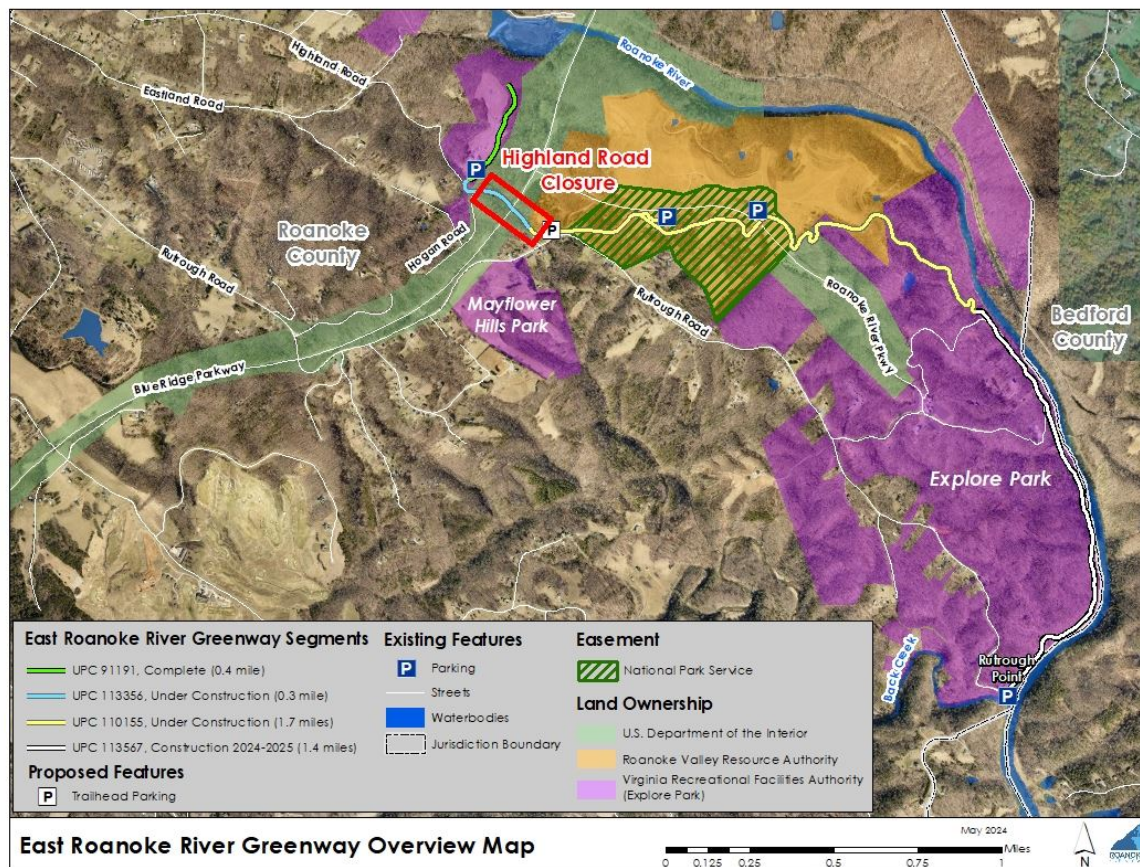 Highland Road
Eastland Road
Roanoke River
P
Highland Road
Closure
P
P
P
Roanoke
County
Hogan Road
Rutrough Road
Mayflower
Hills Park
Rutrough Road
Roanoke River Pkwy
Bedford
County
Blue Ridge Parkway
Explore Park
Back Creek
Rutrough
Point
P
East Roanoke River Greenway Segments
UPC 91191, Complete (0.4 mile)
UPC 113356, Under Construction (0.3 mile)
UPC 110155, Under Construction (1.7 miles)
UPC 113567, Construction 2024-2025 (1.4 miles)
Proposed Features
P Trailhead Parking
Existing Features
P Parking
Streets
Waterbodies
Jurisdiction Boundary
Easement
National Park Service
Land Ownership
U.S. Department of the Interior
Roanoke Valley Resource Authority
Virginia Recreational Facilities Authority
(Explore Park)
East Roanoke River Greenway Overview Map
May 2024
Miles
0 0.125 0.25 0.5 0.75 1
N